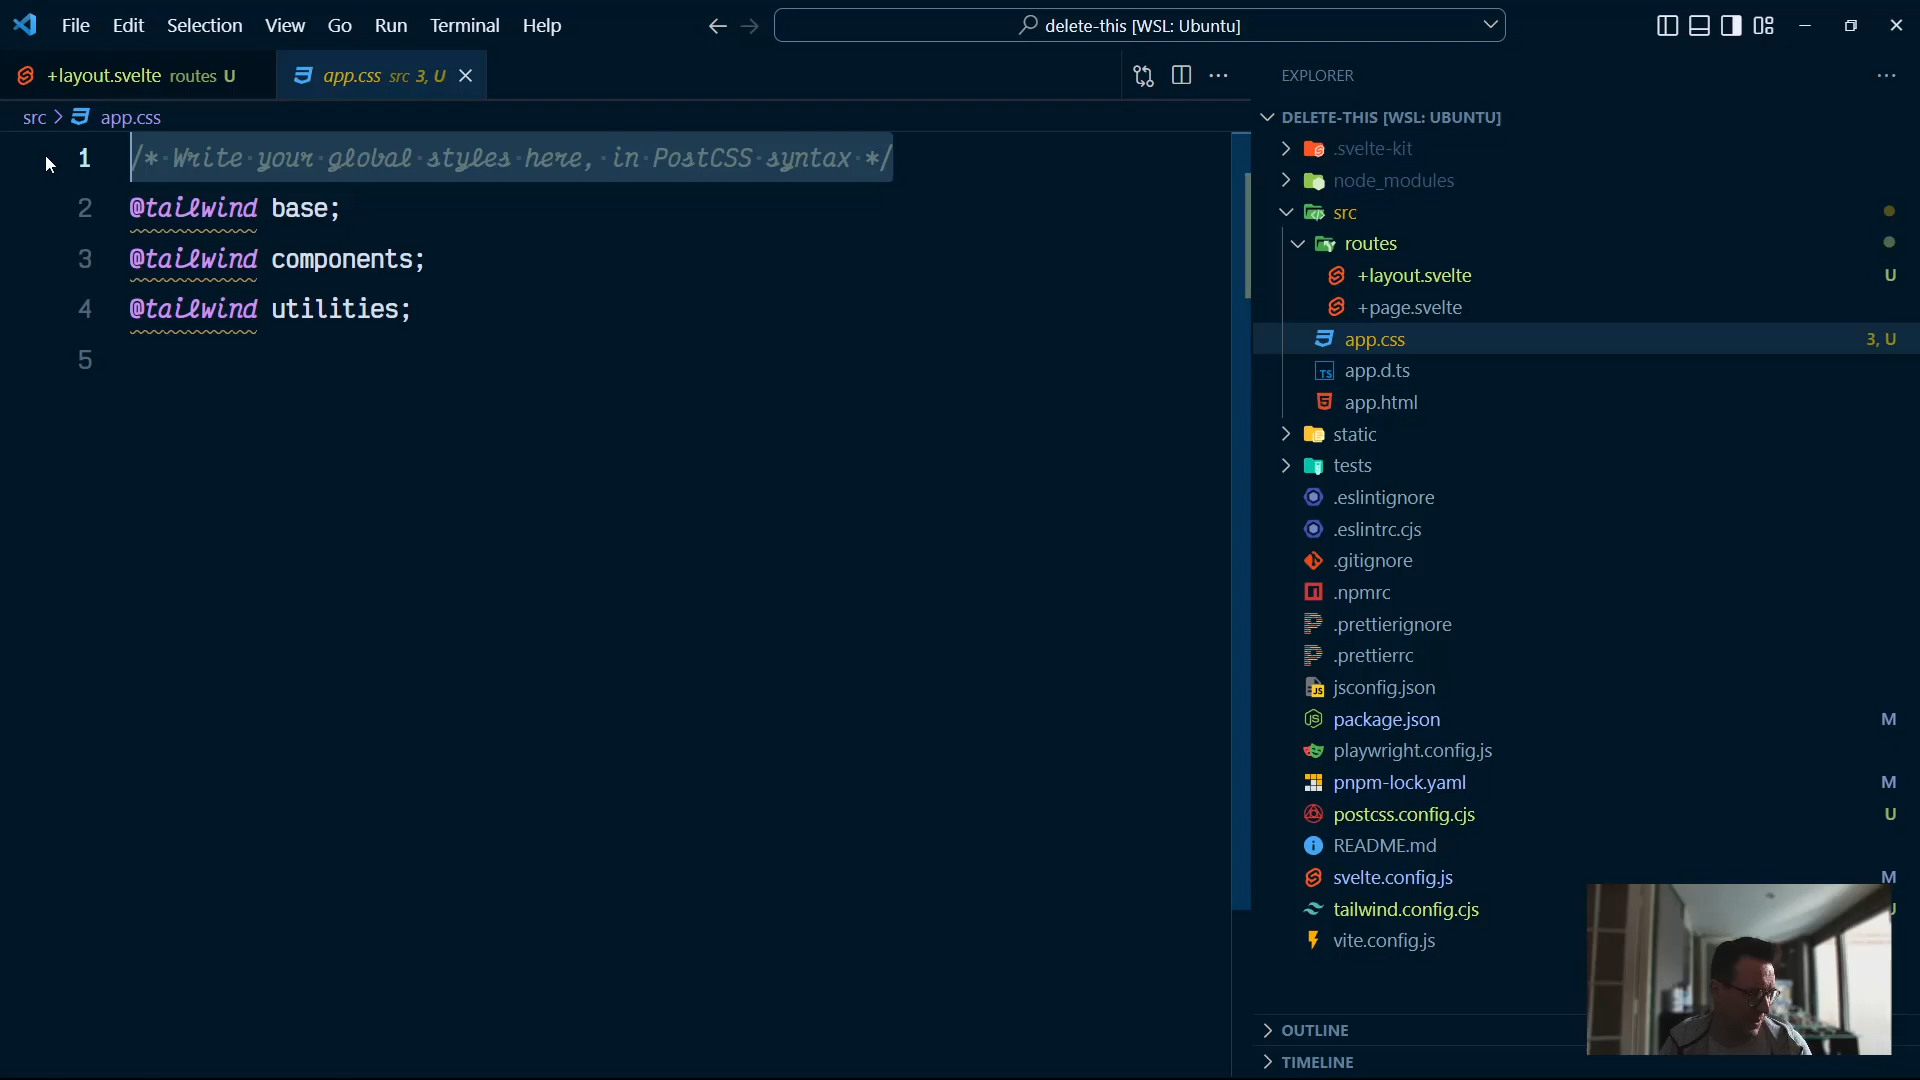 File Edit Selection View Go Run Terminal Help
delete-this [WSL: Ubuntu]
+layout.svelte routes U
app.css src 3, U
src > app.css
1 /* Write your global styles here, in PostCSS syntax */
2 @tailwind base;
3 @tailwind components;
4 @tailwind utilities;
5
EXPLORER
DELETE-THIS [WSL: UBUNTU]
.svelte-kit
node_modules
src
routes
+layout.svelte U
+page.svelte
app.css 3, U
app.d.ts
app.html
static
tests
.eslintignore
.eslintrc.cjs
.gitignore
.npmrc
.prettierignore
.prettierrc
jsconfig.json
package.json M
playwright.config.js
pnpm-lock.yaml M
postcss.config.cjs U
README.md
svelte.config.js M
tailwind.config.cjs
vite.config.js
OUTLINE
TIMELINE